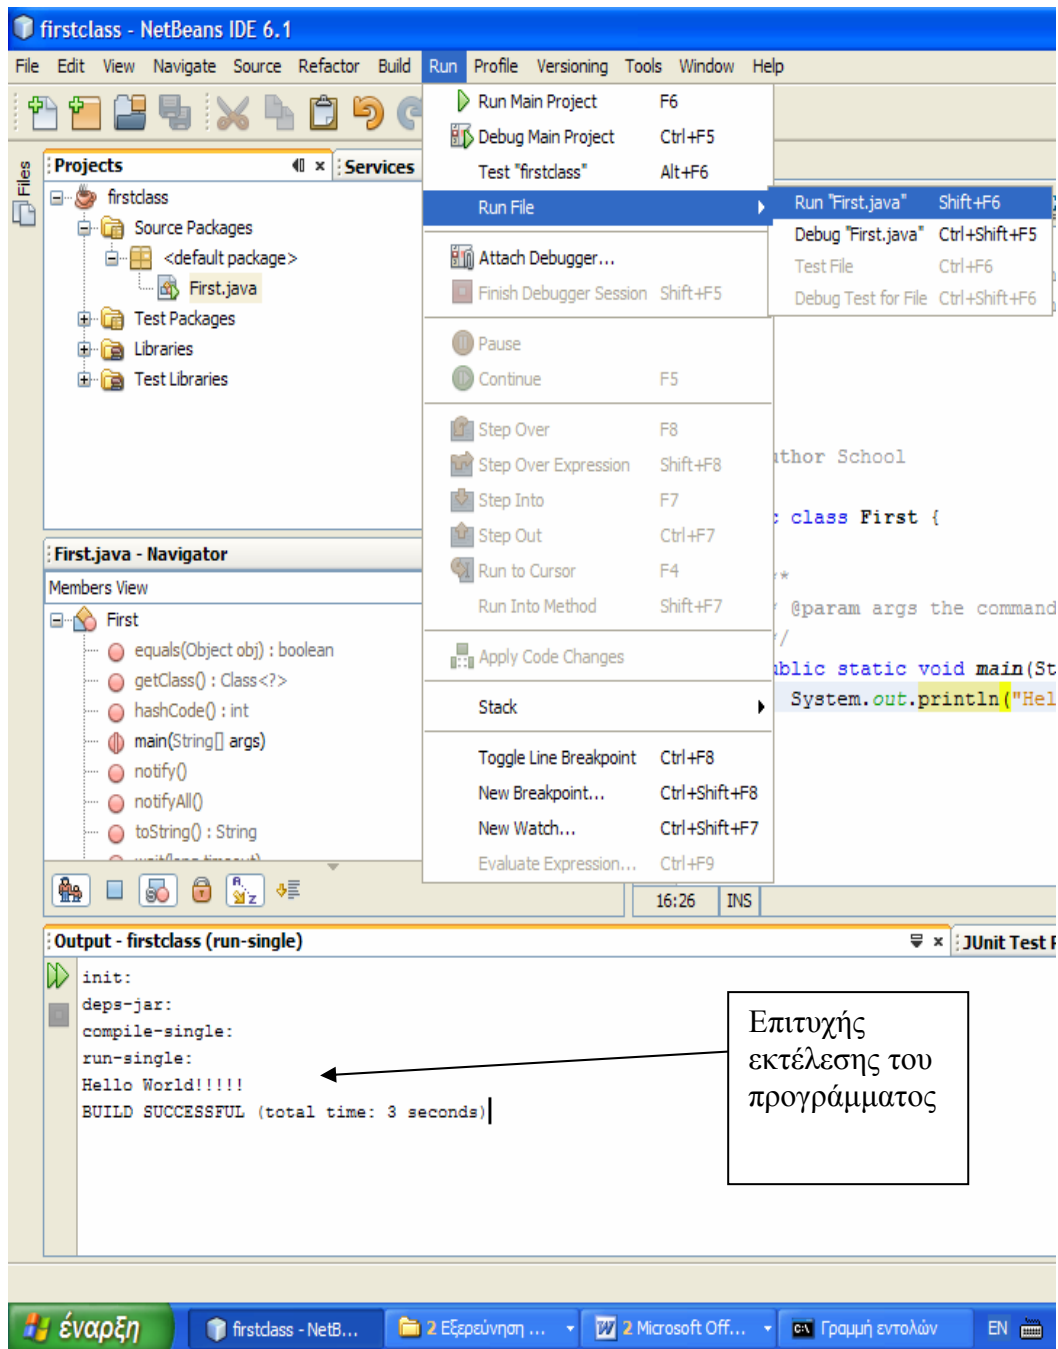 firstclass - NetBeans IDE 6.1
File Edit View Navigate Source Refactor Build Run Profile Versioning Tools Window Help
Files
Projects
Services
firstclass
Source Packages
<default package>
First.java
Test Packages
Libraries
Test Libraries
Run Main Project F6
Debug Main Project Ctrl+F5
Test "firstclass" Alt+F6
Run File
Attach Debugger...
Finish Debugger Session Shift+F5
Pause
Continue F5
Step Over F8
Step Over Expression Shift+F8
Step Into F7
Step Out Ctrl+F7
Run to Cursor F4
Run Into Method Shift+F7
Apply Code Changes
Stack
Toggle Line Breakpoint Ctrl+F8
New Breakpoint... Ctrl+Shift+F8
New Watch... Ctrl+Shift+F7
Evaluate Expression... Ctrl+F9
Run "First.java" Shift+F6
Debug "First.java" Ctrl+Shift+F5
Test File Ctrl+F6
Debug Test for File Ctrl+Shift+F6
thor School
c class First {
**
* @param args the command
*/
blic static void main(St
System.out.println("Hel
First.java - Navigator
Members View
First
equals(Object obj) : boolean
getClass() : Class<?>
hashCode() : int
main(String[] args)
notify()
notifyAll()
toString() : String
16:26 INS
Output - firstclass (run-single)
JUnit Test
init:
deps-jar:
compile-single:
run-single:
Hello World!!!!!
BUILD SUCCESSFUL (total time: 3 seconds)
Επιτυχής
εκτέλεσης του
προγράμματος
έναρξη
firstclass - NetB...
2 Εξερεύνηση ...
2 Microsoft Off...
Γραμμή εντολών
EN